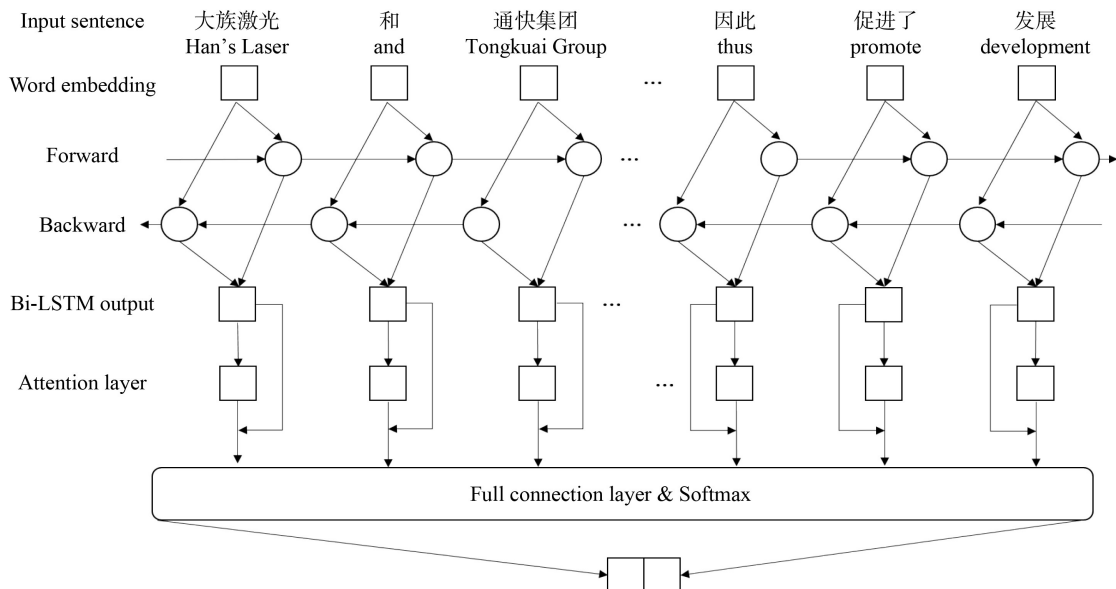 Input sentence 大族激光 和 通快集团 因此 促进了 发展
Han's Laser and Tongkuai Group thus promote development
Word embedding ...
Forward ...
Backward ...
Bi-LSTM output ...
Attention layer ...
Full connection layer & Softmax